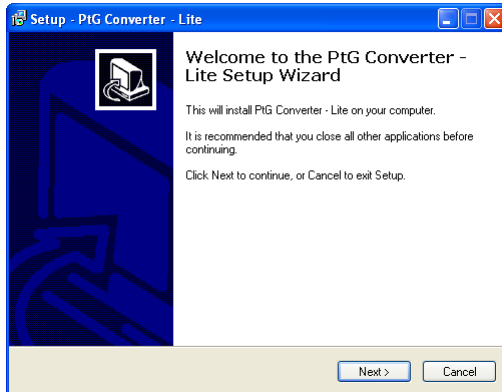 Setup - PtG Converter - Lite
Welcome to the PtG Converter -
Lite Setup Wizard
This will install PtG Converter - Lite on your computer.
It is recommended that you close all other applications before
continuing.
Click Next to continue, or Cancel to exit Setup.
Next >
Cancel